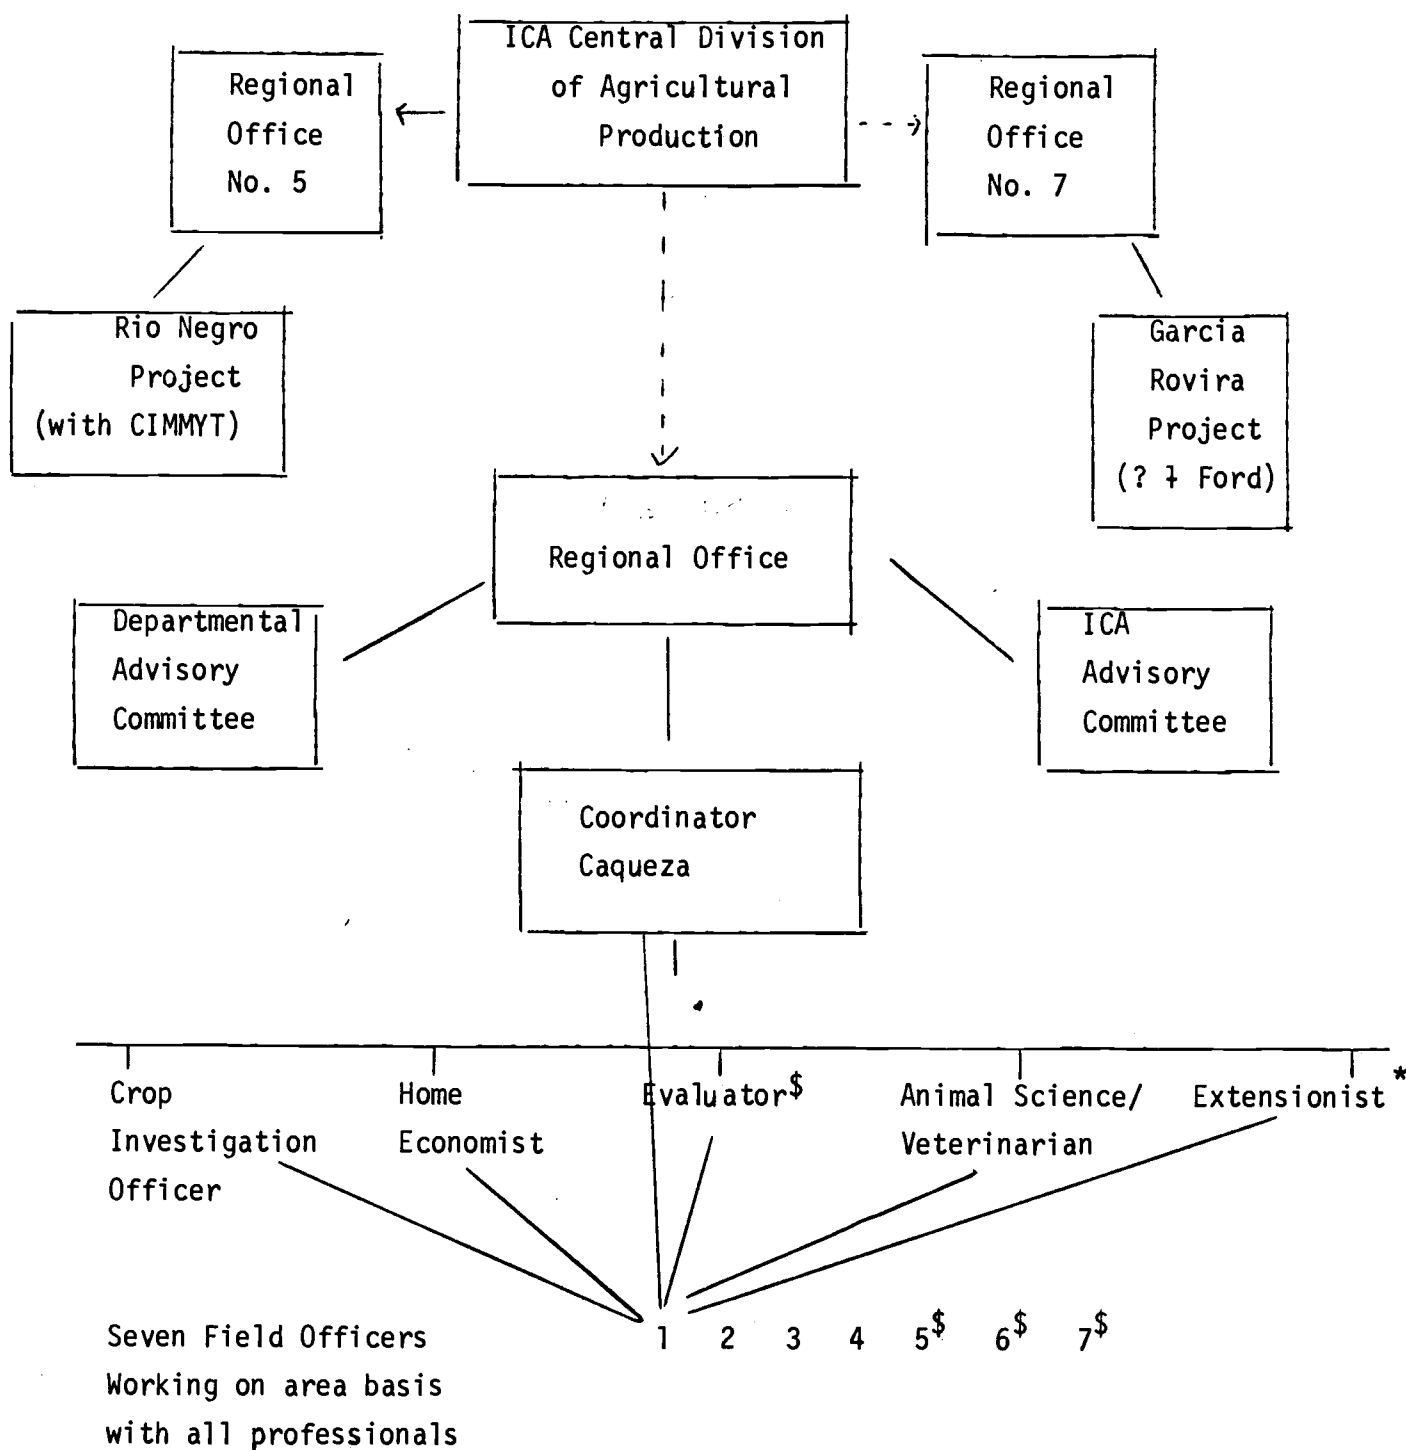 ICA Central Division
of Agricultural
Production
Regional
Office
No. 5
Regional
Office
No. 7
Rio Negro
Project
(with CIMMYT)
Garcia
Rovira
Project
(? Ford)
Regional Office
Departmental
Advisory
Committee
ICA
Advisory
Committee
Coordinator
Caqueza
Crop
Investigation
Officer
Home
Economist
Evaluator$
Animal Science/
Veterinarian
Extensionist*
Seven Field Officers
Working on area basis
with all professionals
1 2 3 4 5$ 6$ 7$